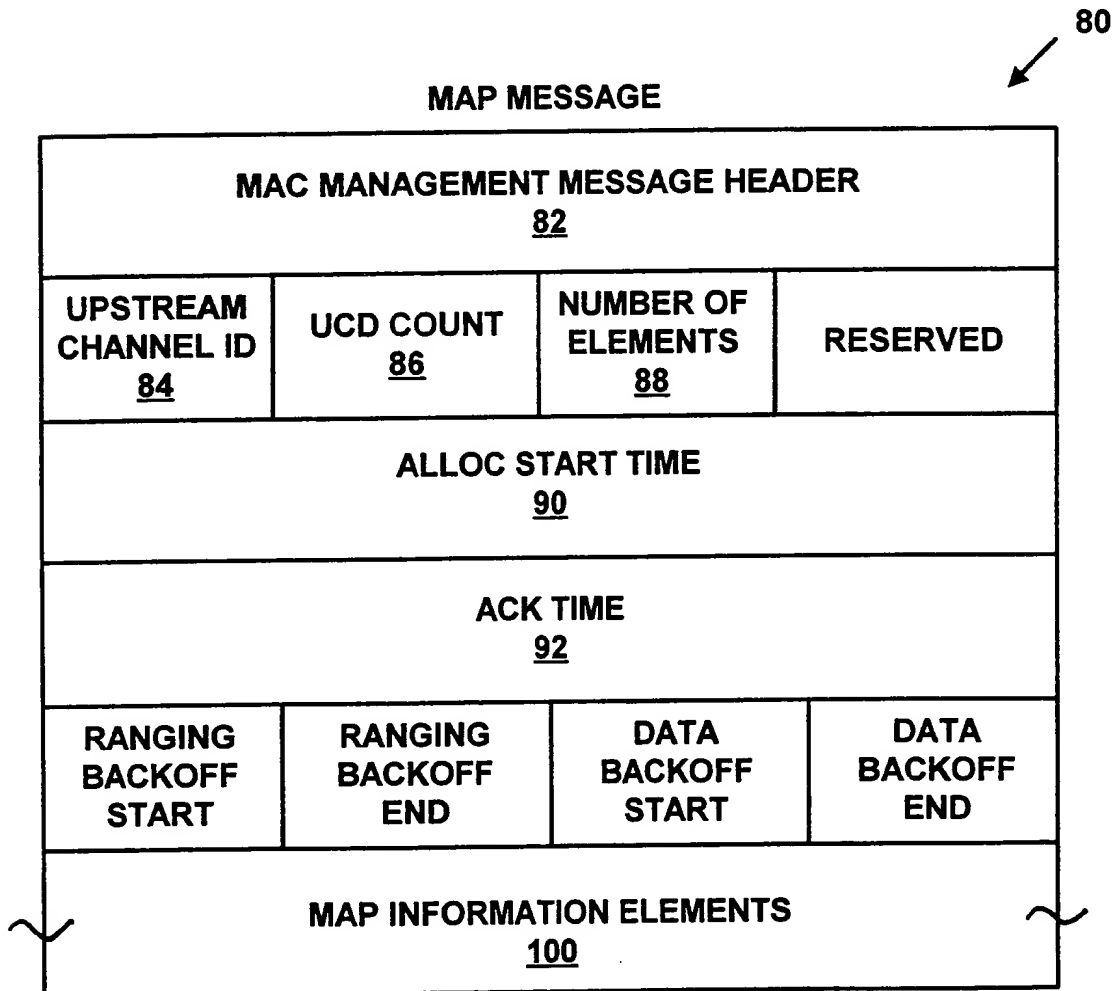 80
MAP MESSAGE
MAC MANAGEMENT MESSAGE HEADER
82
UPSTREAM
CHANNEL ID
84
UCD COUNT
86
NUMBER OF
ELEMENTS
88
RESERVED
ALLOC START TIME
90
ACK TIME
92
RANGING
BACKOFF
START
RANGING
BACKOFF
END
DATA
BACKOFF
START
DATA
BACKOFF
END
MAP INFORMATION ELEMENTS
100